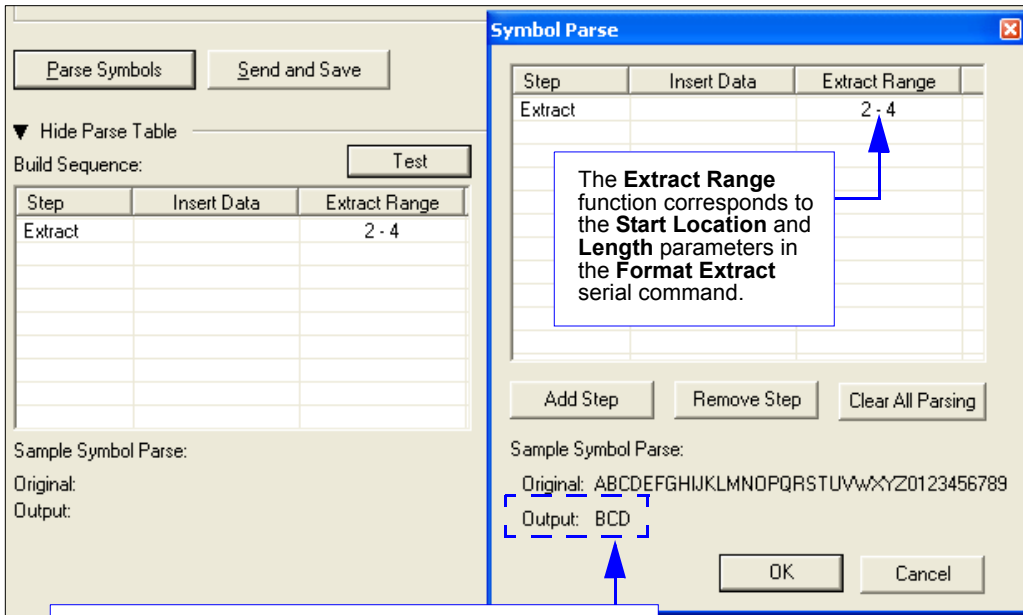 Parse Symbols
Send and Save
▼ Hide Parse Table
Build Sequence:
Test
Step Insert Data Extract Range
Extract 2 - 4
Sample Symbol Parse:
Original:
Output:
Symbol Parse
Step Insert Data Extract Range
Extract 2 - 4
The Extract Range
function corresponds to
the Start Location and
Length parameters in
the Format Extract
serial command.
Add Step
Remove Step
Clear All Parsing
Sample Symbol Parse:
Original: ABCDEFGHIJKLMNOPQRSTUVWXYZ0123456789
Output: BCD
OK
Cancel